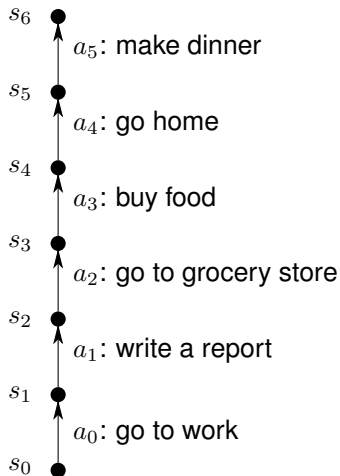 s₆
a₅: make dinner
s₅
a₄: go home
s₄
a₃: buy food
s₃
a₂: go to grocery store
s₂
a₁: write a report
s₁
a₀: go to work
s₀